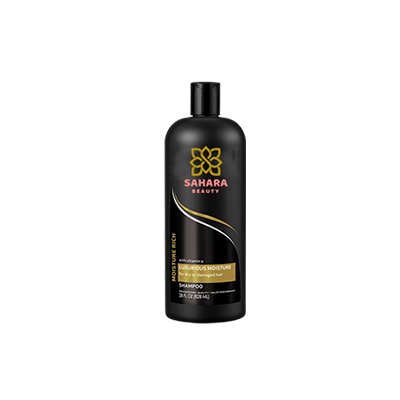 SAHARA
BEAUTY
MOISTURE RICH
with vitamin e
LUXURIOUS MOISTURE
for dry or damaged hair
SHAMPOO
28 FL OZ (828 ML)